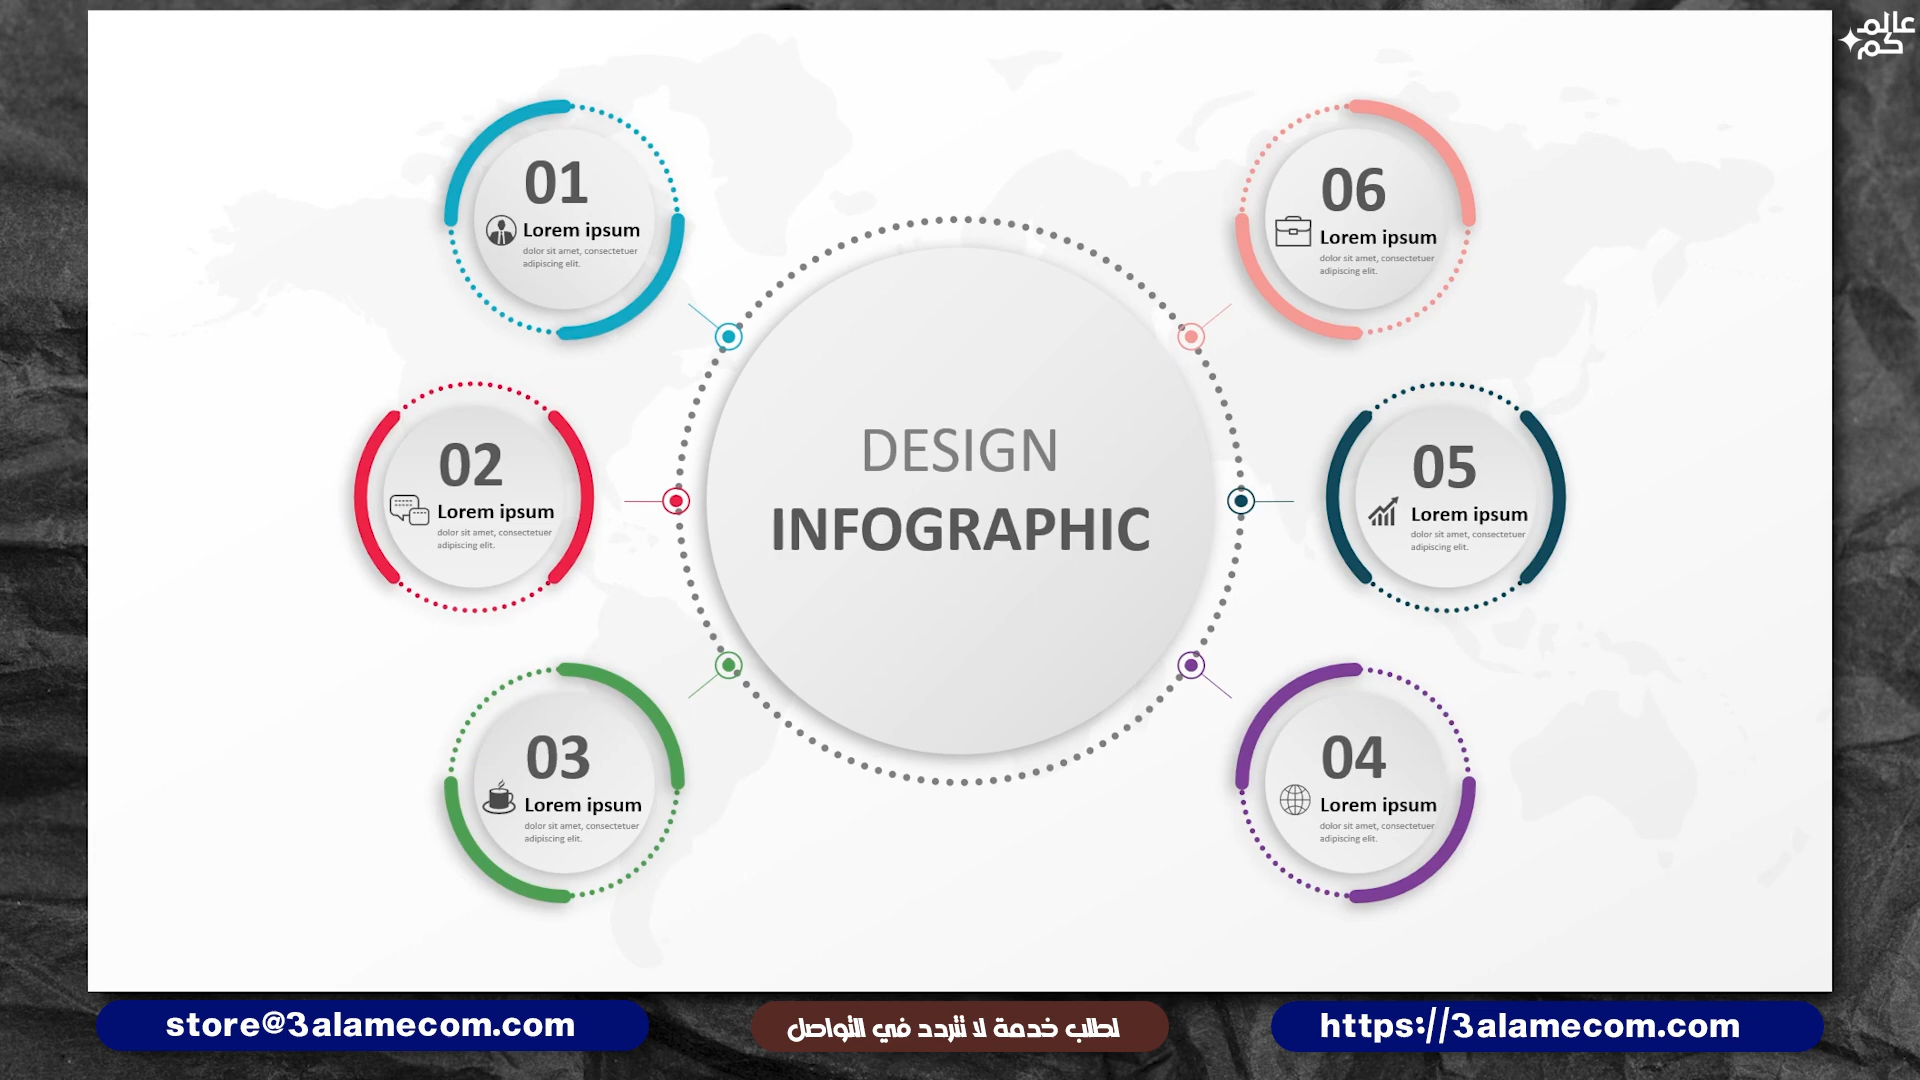 عالم
كم
01
Lorem ipsum
dolor sit amet, consectetuer
adipiscing elit.
02
Lorem ipsum
dolor sit amet, consectetuer
adipiscing elit.
03
Lorem ipsum
dolor sit amet, consectetuer
adipiscing elit.
DESIGN
INFOGRAPHIC
06
Lorem ipsum
dolor sit amet, consectetuer
adipiscing elit.
05
Lorem ipsum
dolor sit amet, consectetuer
adipiscing elit.
04
Lorem ipsum
dolor sit amet, consectetuer
adipiscing elit.
store@3alamecom.com
لطلب خدمة لا تتردد في التواصل
https://3alamecom.com